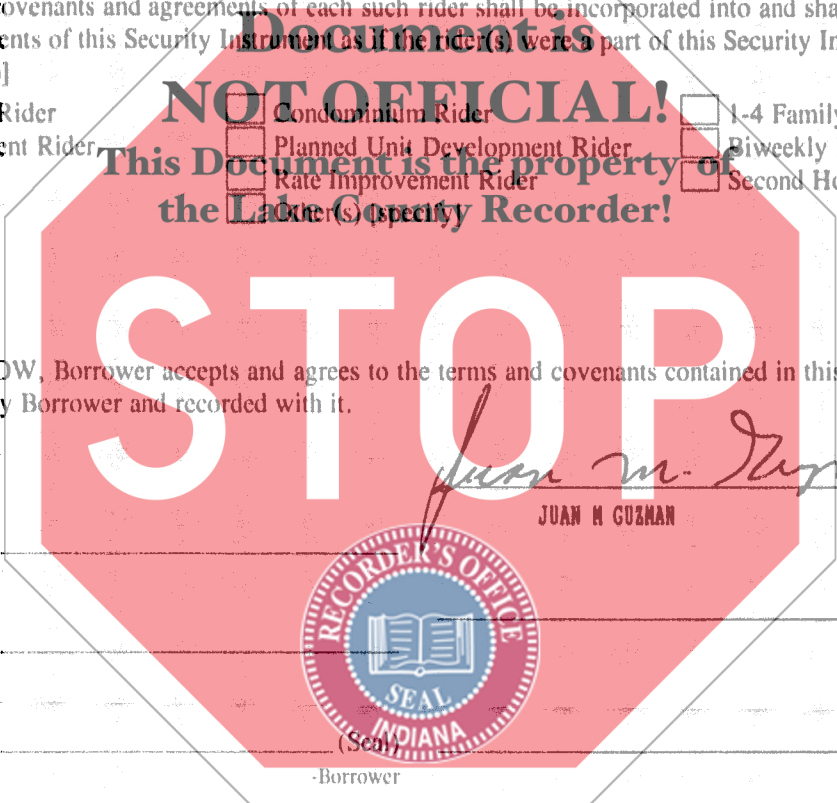 ovenants and agreements of each such rider shall be incorporated into and sha
Document is
ents of this Security Instrument as if the rider(s) were a part of this Security In
]
NOT OFFICIAL!
Rider Condominium Rider 1-4 Family
ent Rider Planned Unit Development Rider Biweekly
This Document is the property of
Rate Improvement Rider Second Ho
the Lake County Recorder!
Other(s) [specify]
STOP
OW, Borrower accepts and agrees to the terms and covenants contained in this
y Borrower and recorded with it.
Juan M. Guzm
JUAN M GUZMAN
RECORDER'S OFFICE
SEAL
INDIANA
(Seal)
-Borrower